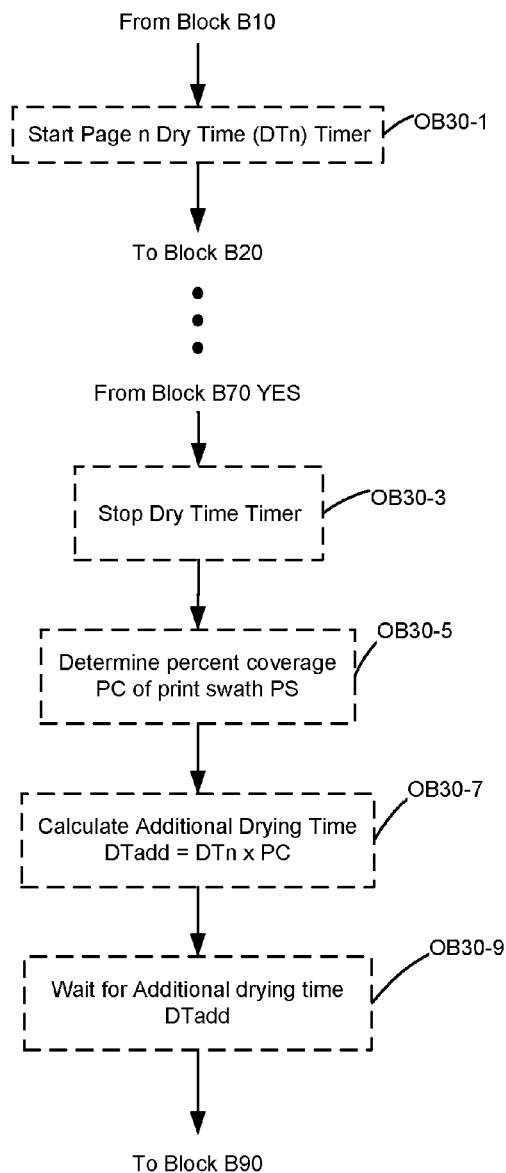 From Block B10
OB30-1
Start Page n Dry Time (DTn) Timer
To Block B20
From Block B70 YES
OB30-3
Stop Dry Time Timer
OB30-5
Determine percent coverage
PC of print swath PS
OB30-7
Calculate Additional Drying Time
DTadd = DTn x PC
OB30-9
Wait for Additional drying time
DTadd
To Block B90